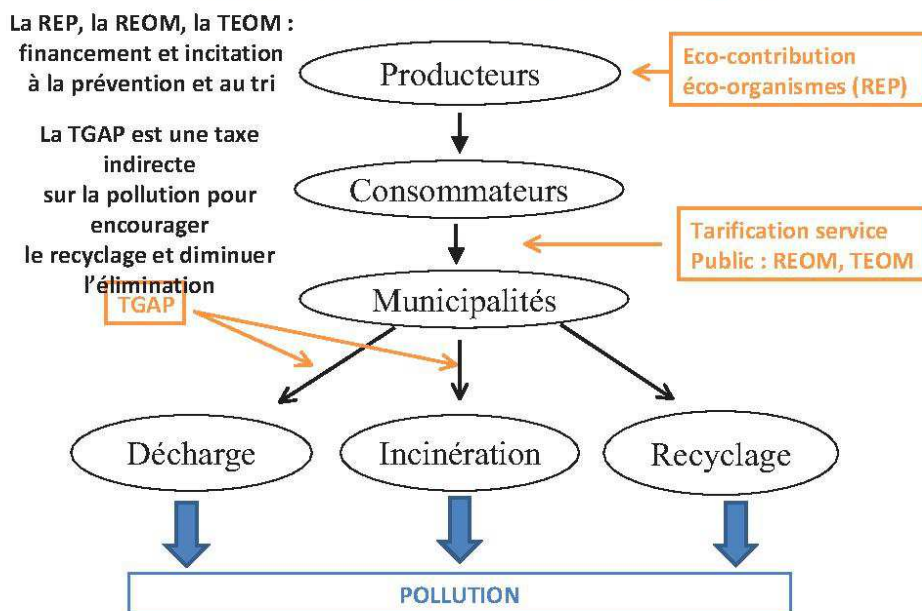 La REP, la REOM, la TEOM :
financement et incitation
à la prévention et au tri
La TGAP est une taxe
indirecte
sur la pollution pour
encourager
le recyclage et diminuer
l'élimination
TGAP
Producteurs
Eco-contribution
éco-organismes (REP)
Consommateurs
Tarification service
Public : REOM, TEOM
Municipalités
Décharge
Incinération
Recyclage
POLLUTION